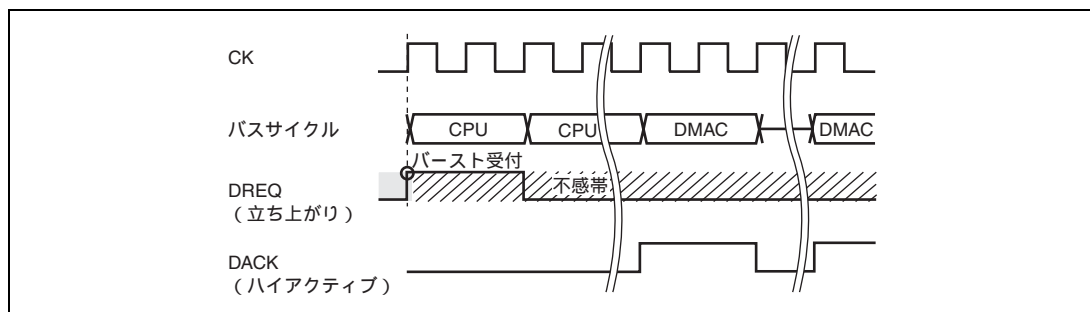 CK
バスサイクル
CPU
CPU
DMAC
DMAC
バースト受付
DREQ
（立ち上がり）
不感帯
DACK
（ハイアクティブ）